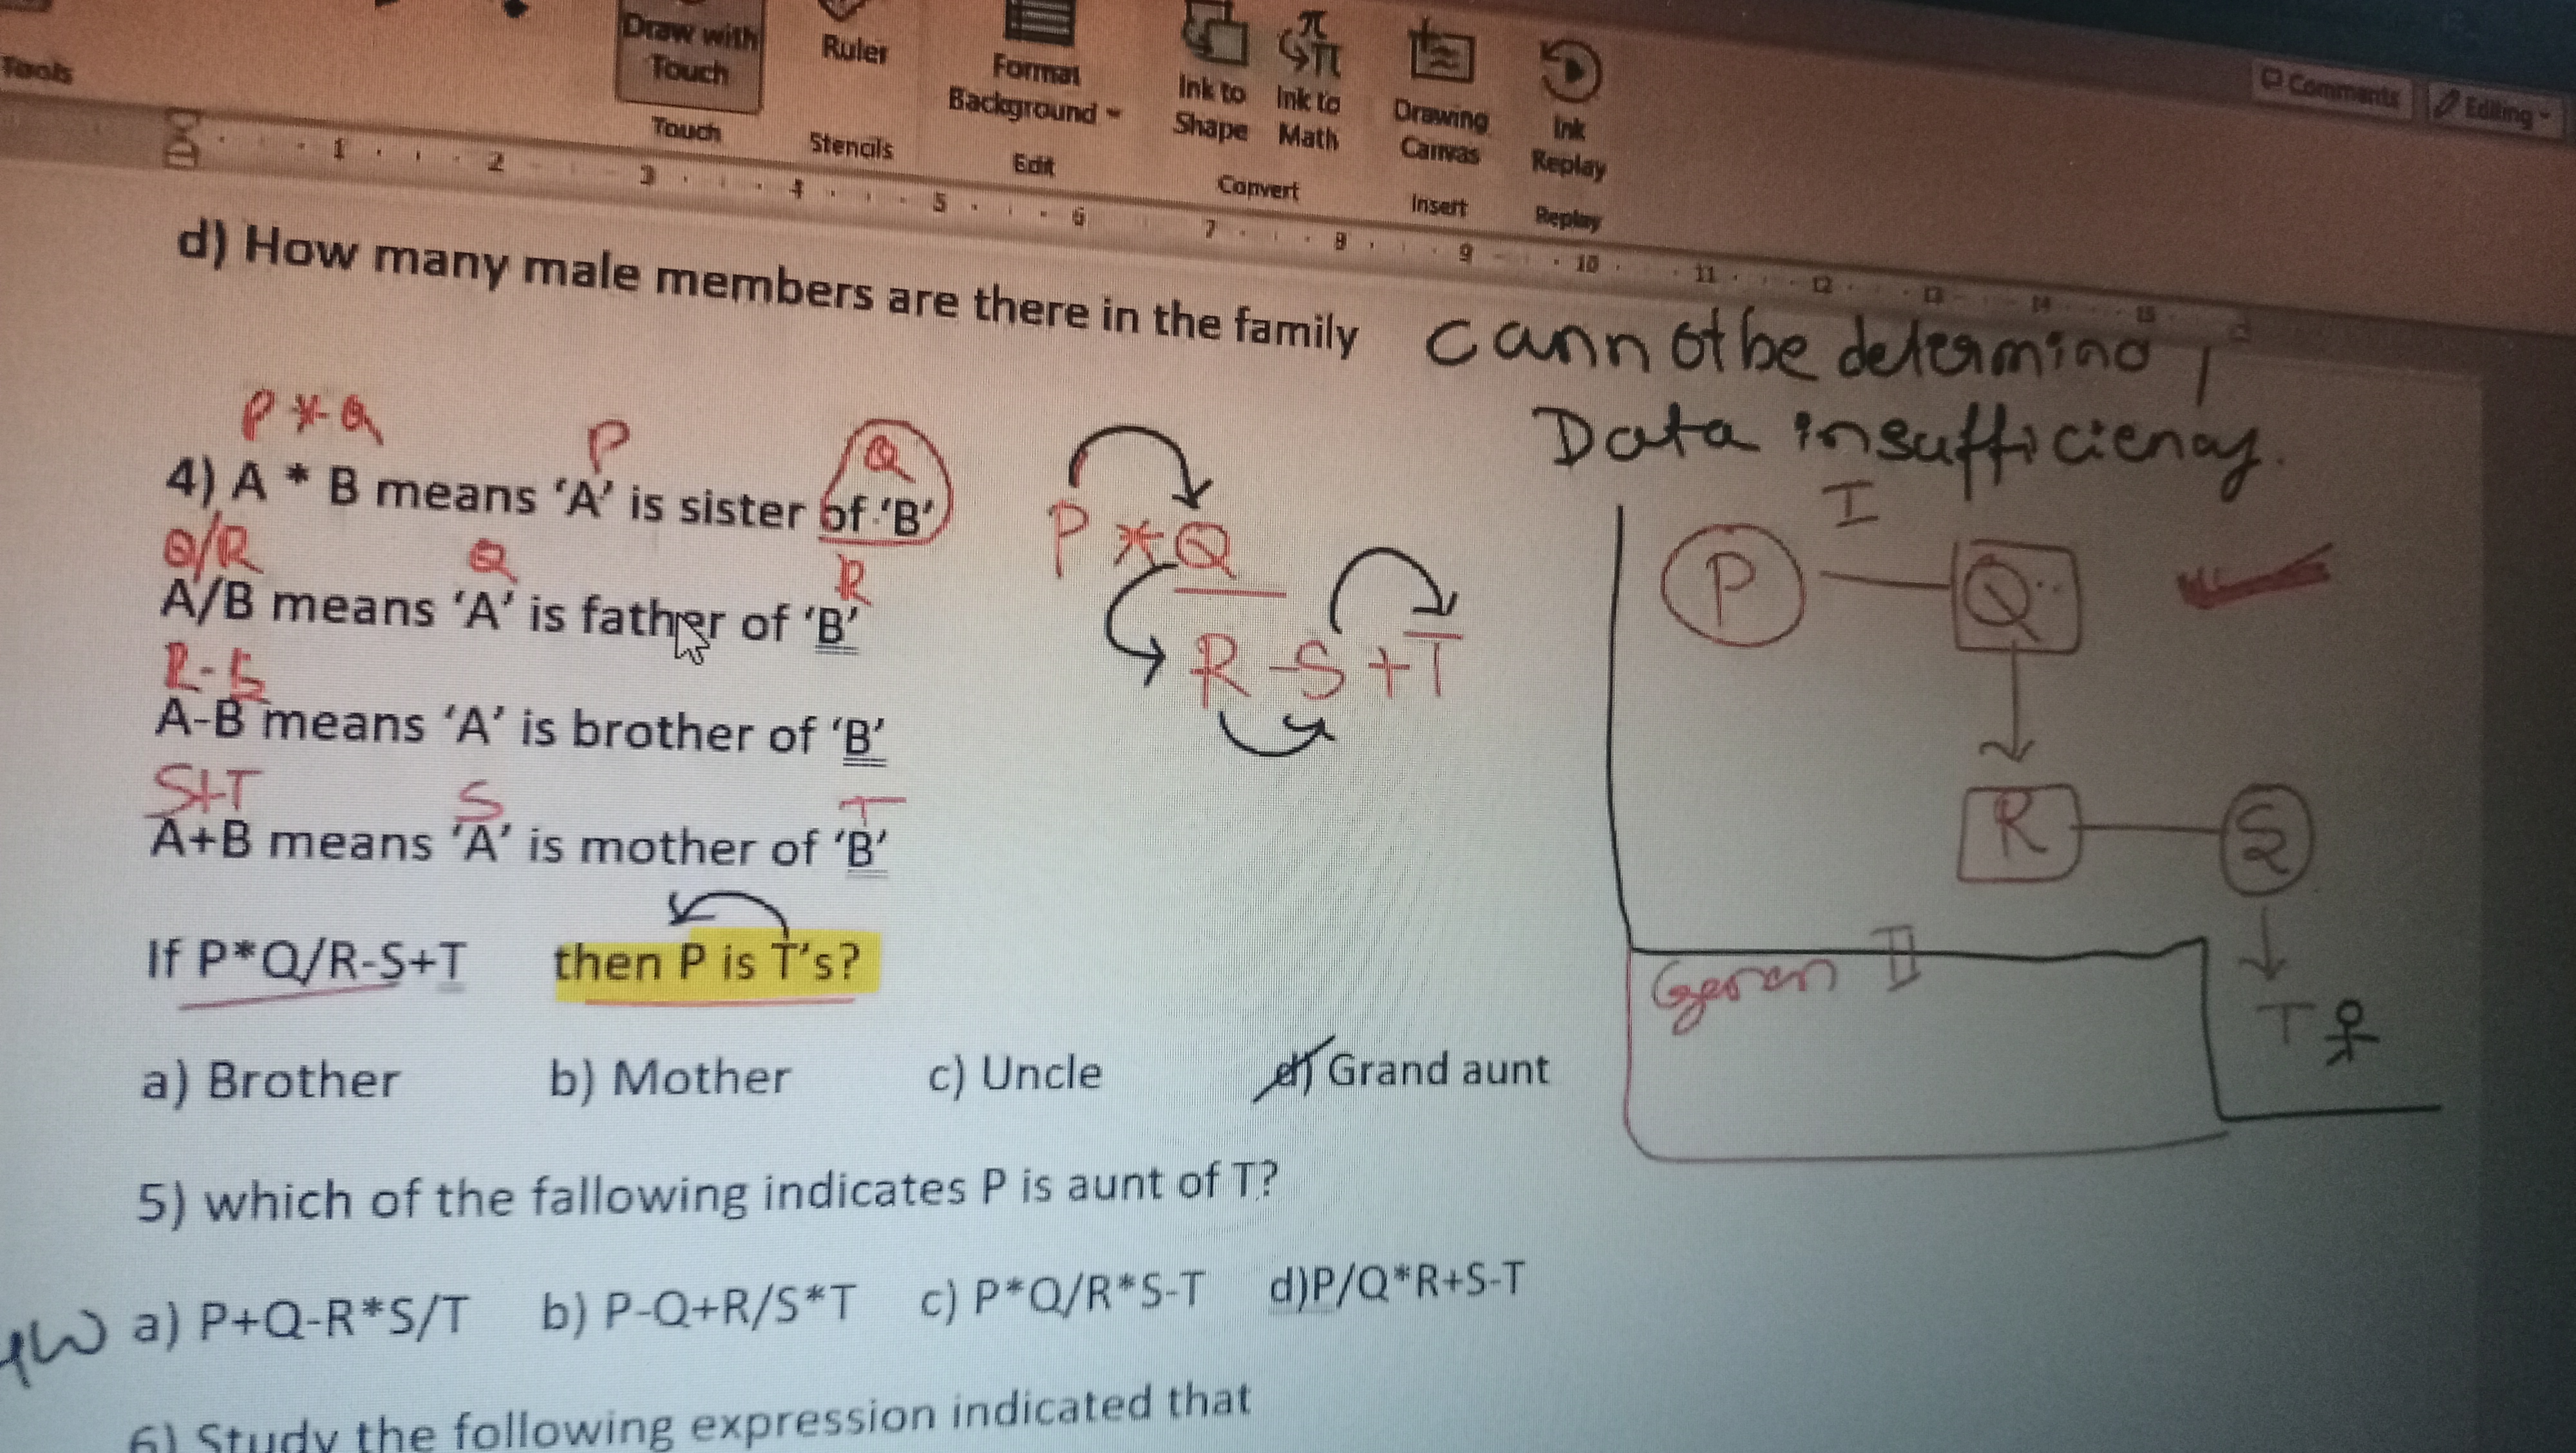 Tools
Draw with
Touch
Touch
Ruler
Stencils
Format
Background
Edit
Ink to
Shape
Ink to
Math
Convert
Drawing
Canvas
Insert
Ink
Replay
Replay
Comments
Editing
1 2 3 4 5 6 7 8 9 10 11 12 13 14 15
d) How many male members are there in the family cannot be determind /
Data insufficiency.
P * Q P Q
4) A * B means 'A' is sister of 'B'
Q/R Q R
A/B means 'A' is father of 'B'
R-S
A-B means 'A' is brother of 'B'
S+T S T
A+B means 'A' is mother of 'B'
P * Q
R - S + T
I
P Q
R S
T
Gen II
If P*Q/R-S+T then P is T's?
a) Brother b) Mother c) Uncle d) Grand aunt
5) which of the fallowing indicates P is aunt of T?
HW a) P+Q-R*S/T b) P-Q+R/S*T c) P*Q/R*S-T d)P/Q*R+S-T
6) Study the following expression indicated that